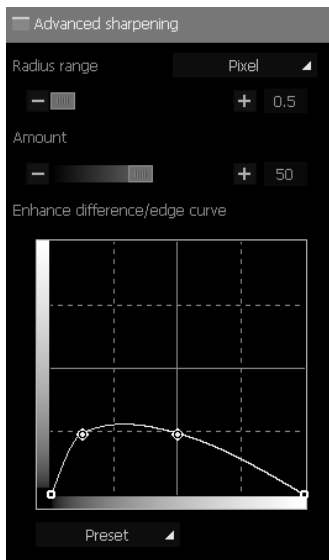 Advanced sharpening
Radius range Pixel
0.5
Amount
50
Enhance difference/edge curve
Preset